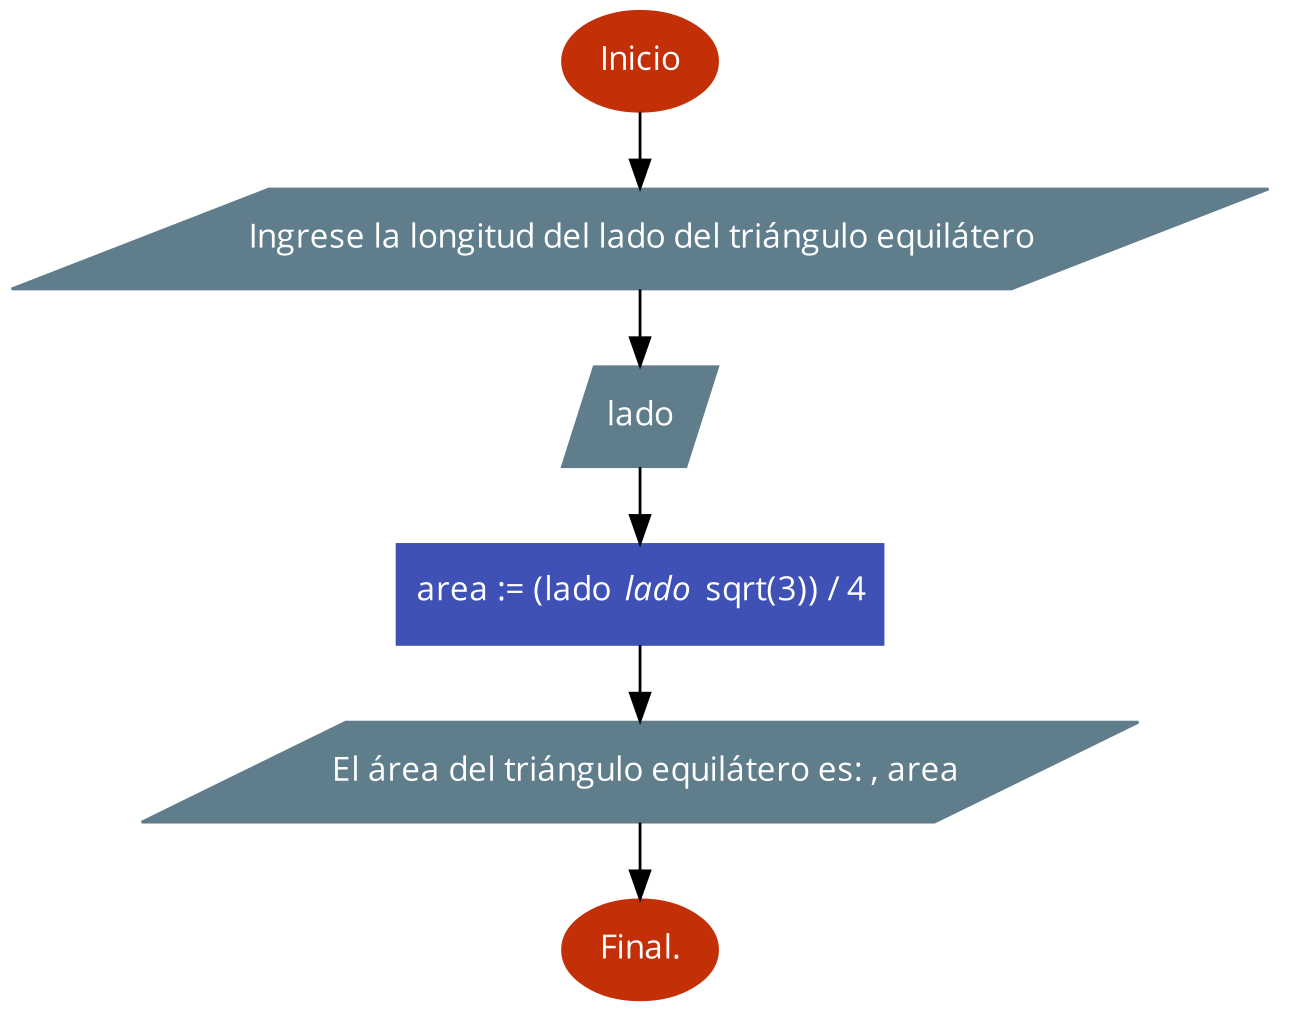 Inicio
Ingrese la longitud del lado del triángulo equilátero
lado
area := (lado lado sqrt(3)) / 4
El área del triángulo equilátero es: , area
Final.